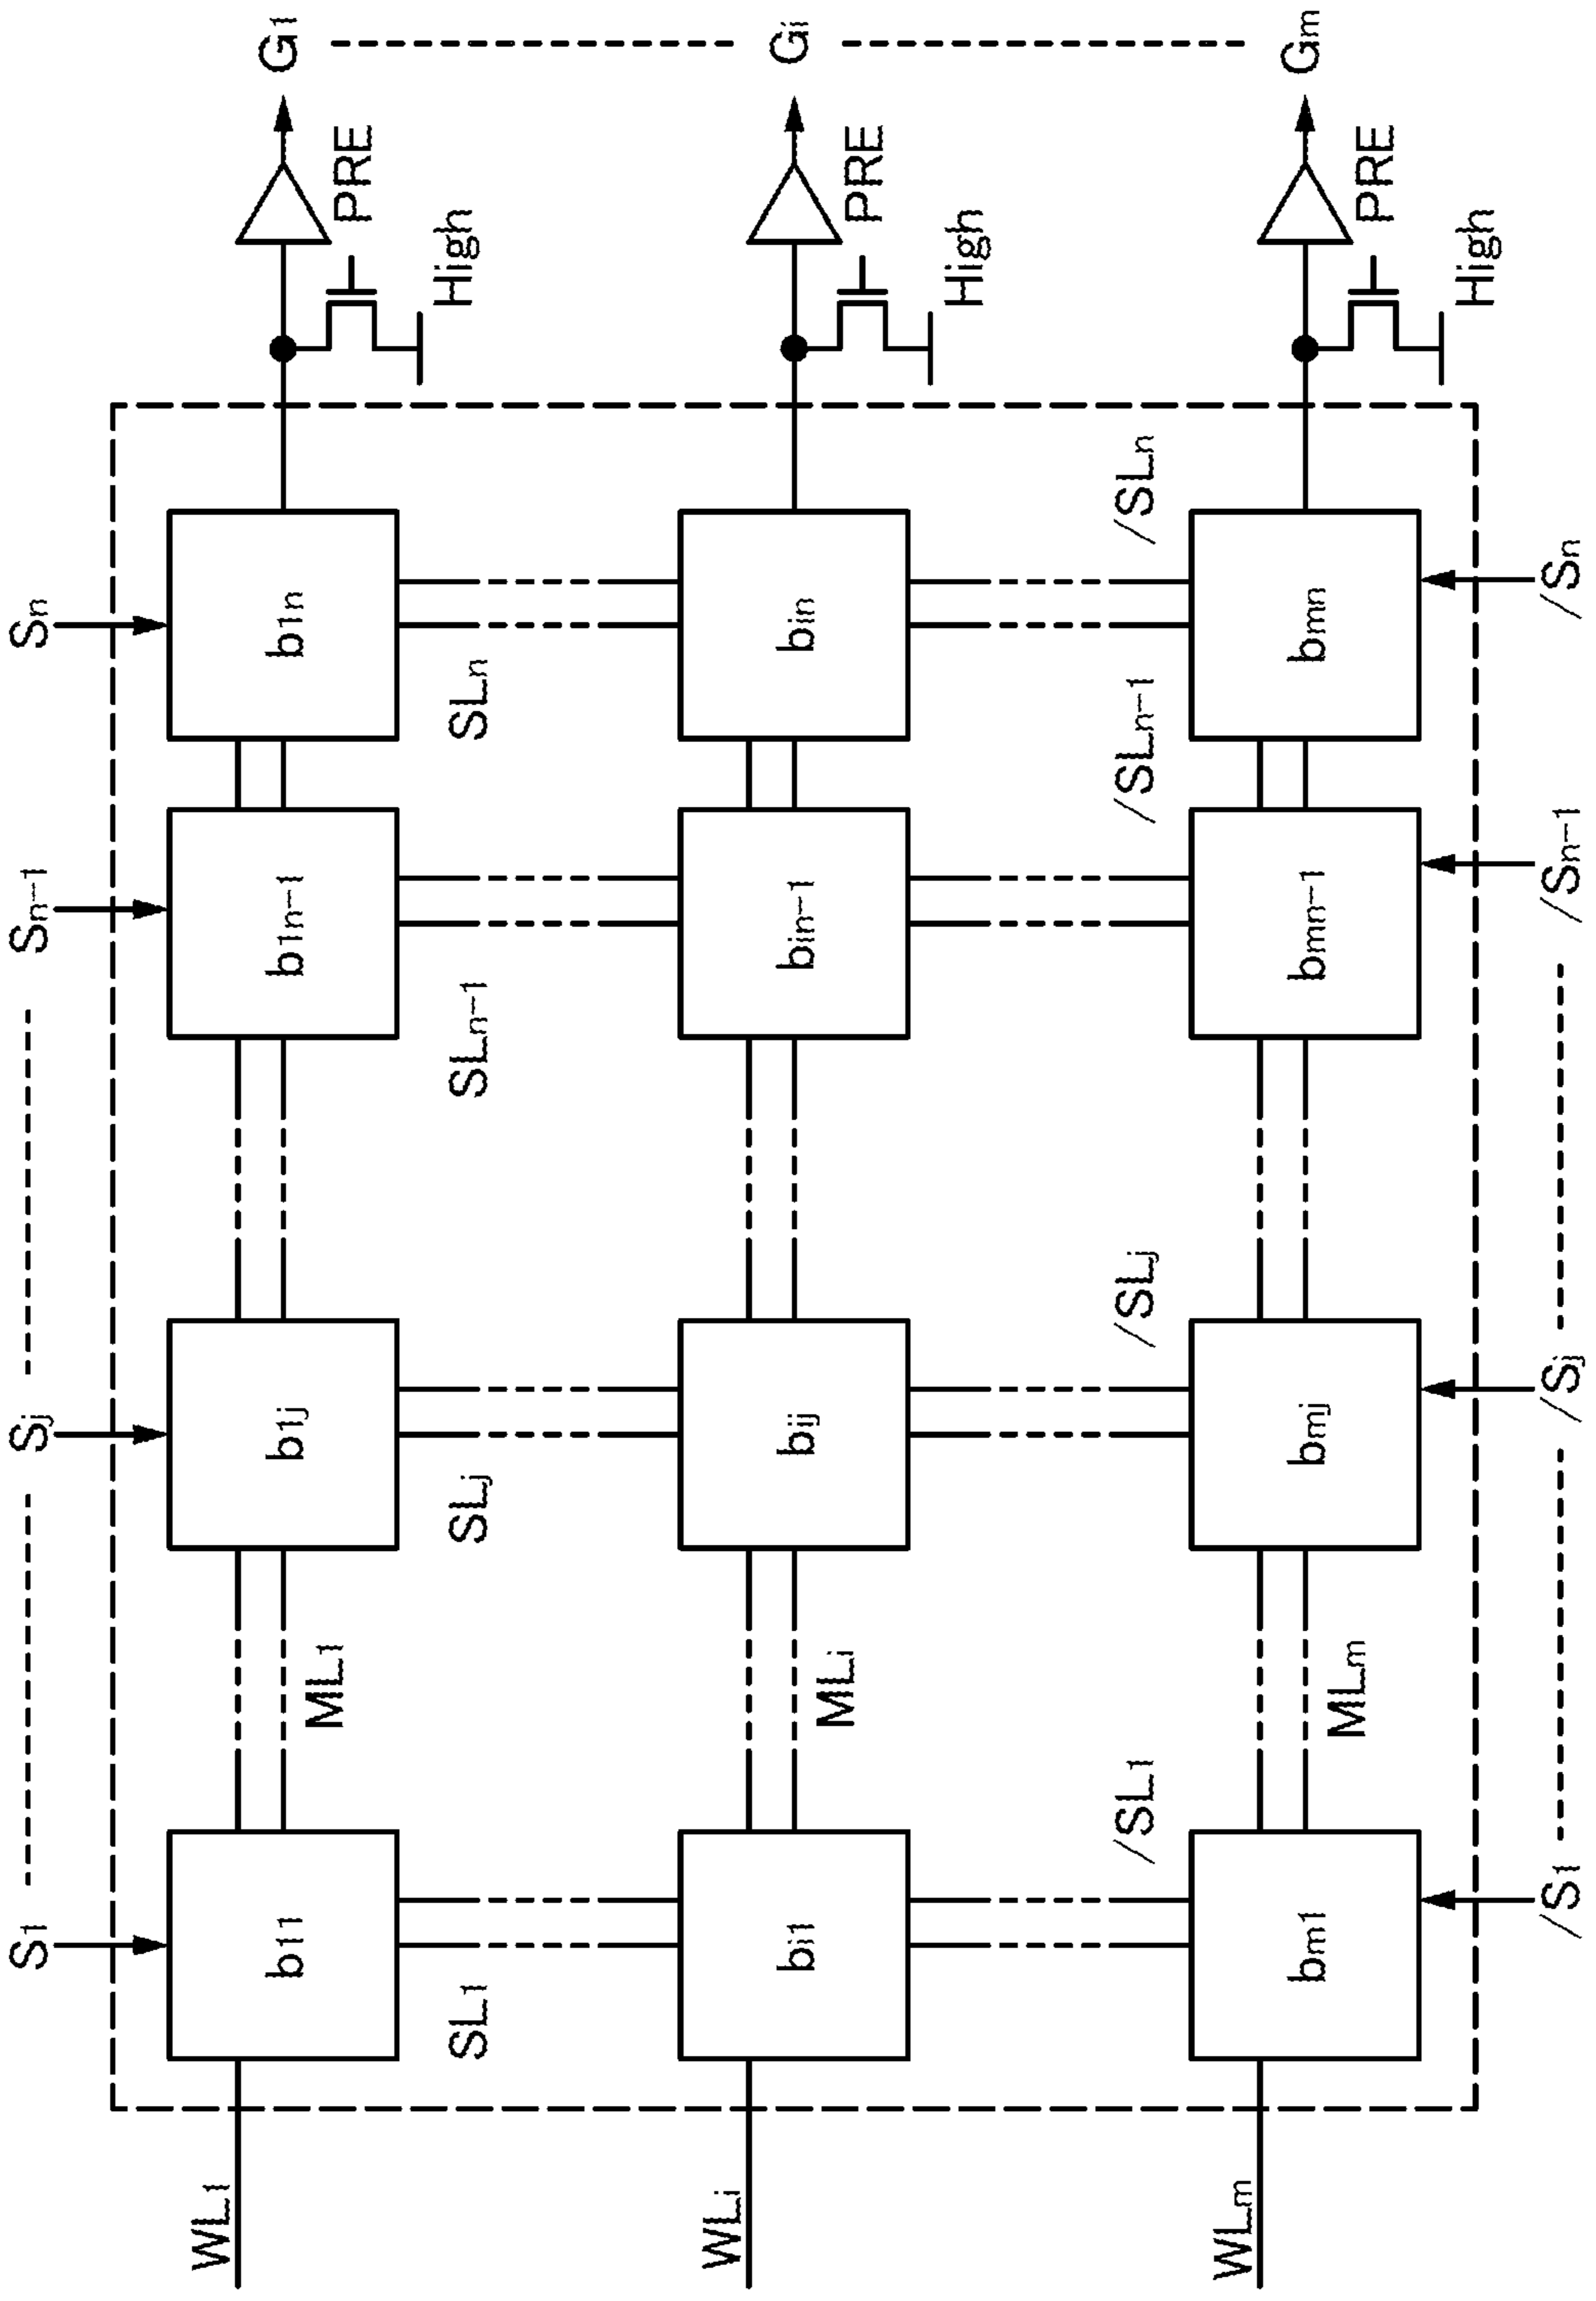 S1 Sj Sn-1 Sn
WL1
b11 b1j b1n-1 b1n G1
ML1 PRE
SL1 SLj SLn-1 SLn High
WLi
bi1 bij bin-1 bin Gi
MLi PRE
High
/SL1 /SLj /SLn-1 /SLn
WLm
bm1 bmj bmn-1 bmn Gm
MLm PRE
High
/S1 /Sj /Sn-1 /Sn